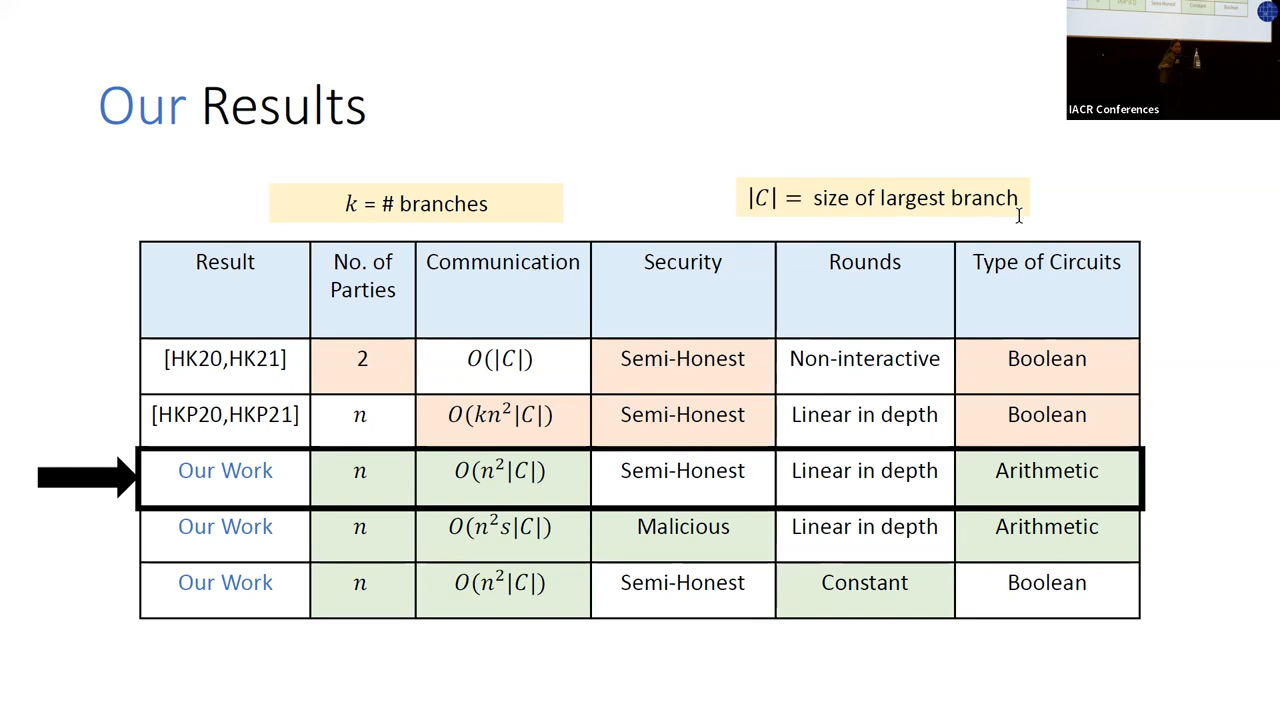 IACR Conferences
Our Results
k = # branches
|C| = size of largest branch
Result No. of Parties Communication Security Rounds Type of Circuits
[HK20,HK21] 2 O(|C|) Semi-Honest Non-interactive Boolean
[HKP20,HKP21] n O(kn²|C|) Semi-Honest Linear in depth Boolean
Our Work n O(n²|C|) Semi-Honest Linear in depth Arithmetic
Our Work n O(n²s|C|) Malicious Linear in depth Arithmetic
Our Work n O(n²|C|) Semi-Honest Constant Boolean